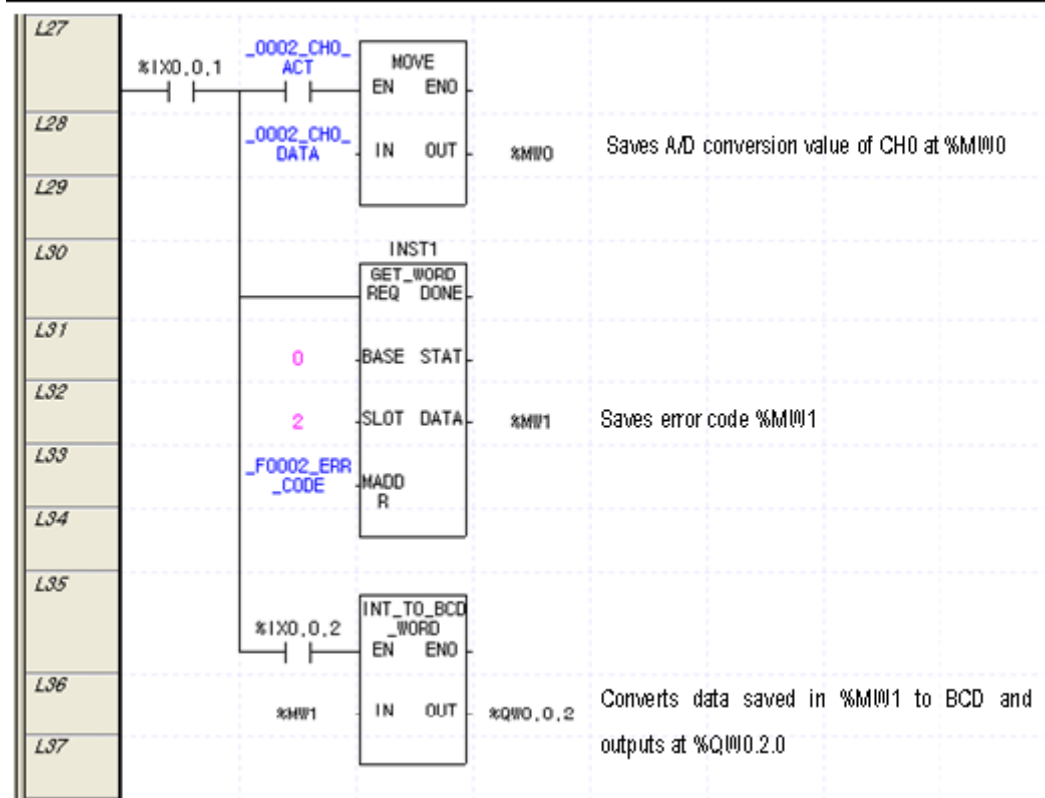 L27
%IX0.0.1
_0002_CH0_
ACT
MOVE
EN ENO
L28
_0002_CH0_
DATA
IN OUT
%MW0
Saves A/D conversion value of CH0 at %MW0
L29
L30
INST1
GET_WORD
REQ DONE
L31
0
BASE STAT
L32
2
SLOT DATA
%MW1
Saves error code %MW1
L33
_F0002_ERR
_CODE
MADD
R
L34
L35
INT_TO_BCD
_WORD
%IX0.0.2
EN ENO
L36
%MW1
IN OUT
%QW0.0.2
Converts data saved in %MW1 to BCD and
L37
outputs at %QW0.2.0